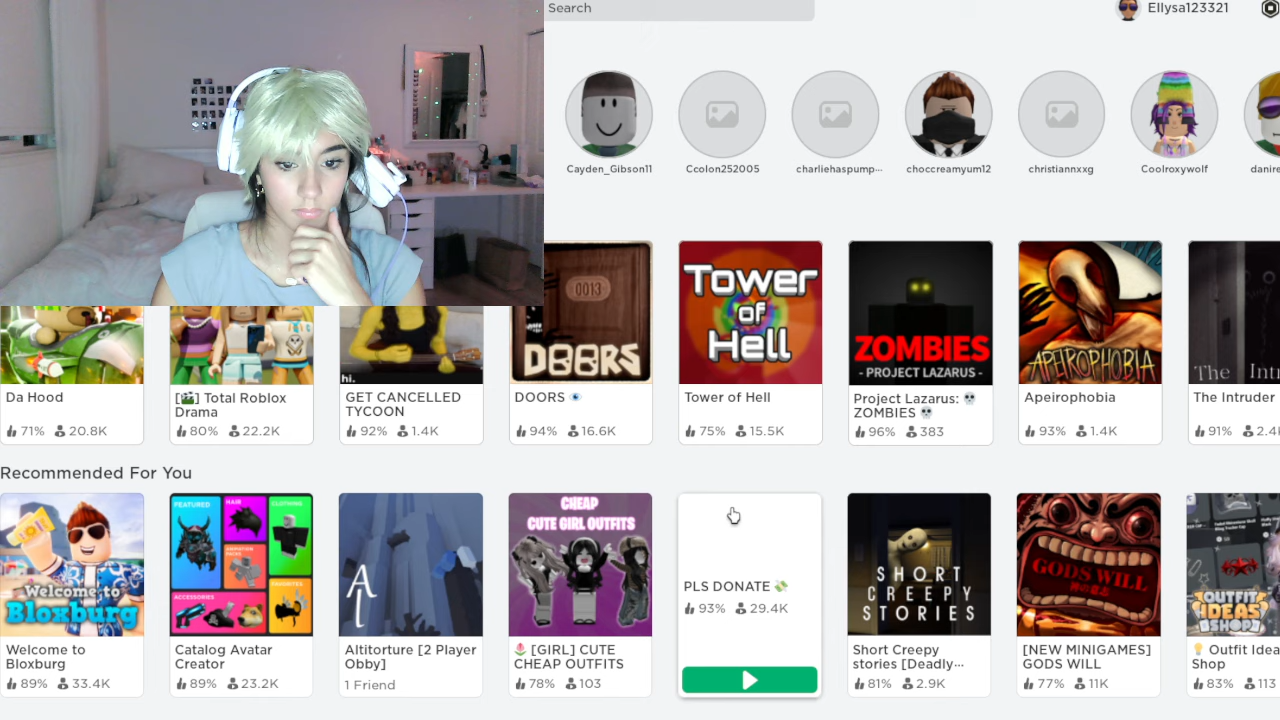 Search
Ellysa123321
Cayden_Gibson11
Ccolon252005
charliehaspump...
choccreamyum12
christiannxxg
Coolroxywolf
danire
hi.
0013
DOORS
Tower
of
Hell
ZOMBIES
- PROJECT LAZARUS -
APEIROPHOBIA
The Intr
Da Hood
71% 20.8K
[🎬] Total Roblox
Drama
80% 22.2K
GET CANCELLED
TYCOON
92% 1.4K
DOORS 👁️
94% 16.6K
Tower of Hell
75% 15.5K
Project Lazarus: 💀
ZOMBIES 💀
96% 383
Apeirophobia
93% 1.4K
The Intruder
91% 2.4K
Recommended For You
Welcome to
Bloxburg
FEATURED
HAIR
CLOTHING
ANIMATION
PACKS
FAVORITES
ACCESSORIES
A
L
CHEAP
CUTE GIRL OUTFITS
SHORT
CREEPY
STORIES
GODS WILL
OUTFIT
IDEAS
SHOP
Welcome to
Bloxburg
89% 33.4K
Catalog Avatar
Creator
89% 23.2K
Altitorture [2 Player
Obby]
1 Friend
🌷 [GIRL] CUTE
CHEAP OUTFITS
78% 103
PLS DONATE 💸
93% 29.4K
Short Creepy
stories [Deadly...
81% 2.9K
[NEW MINIGAMES]
GODS WILL
77% 11K
💡 Outfit Idea
Shop
83% 113